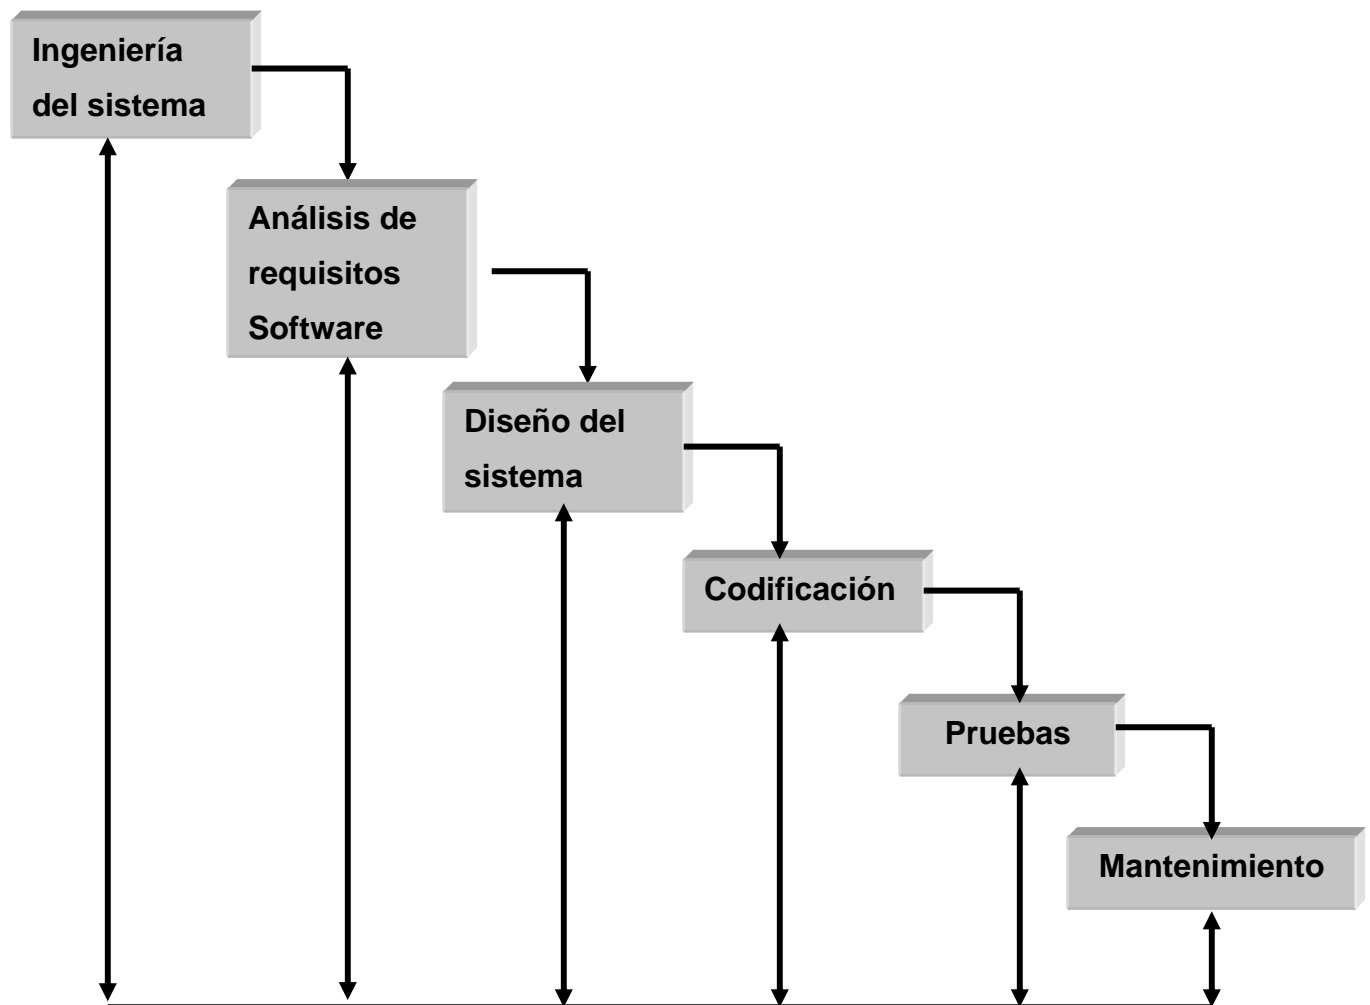 Ingeniería
del sistema
Análisis de
requisitos
Software
Diseño del
sistema
Codificación
Pruebas
Mantenimiento